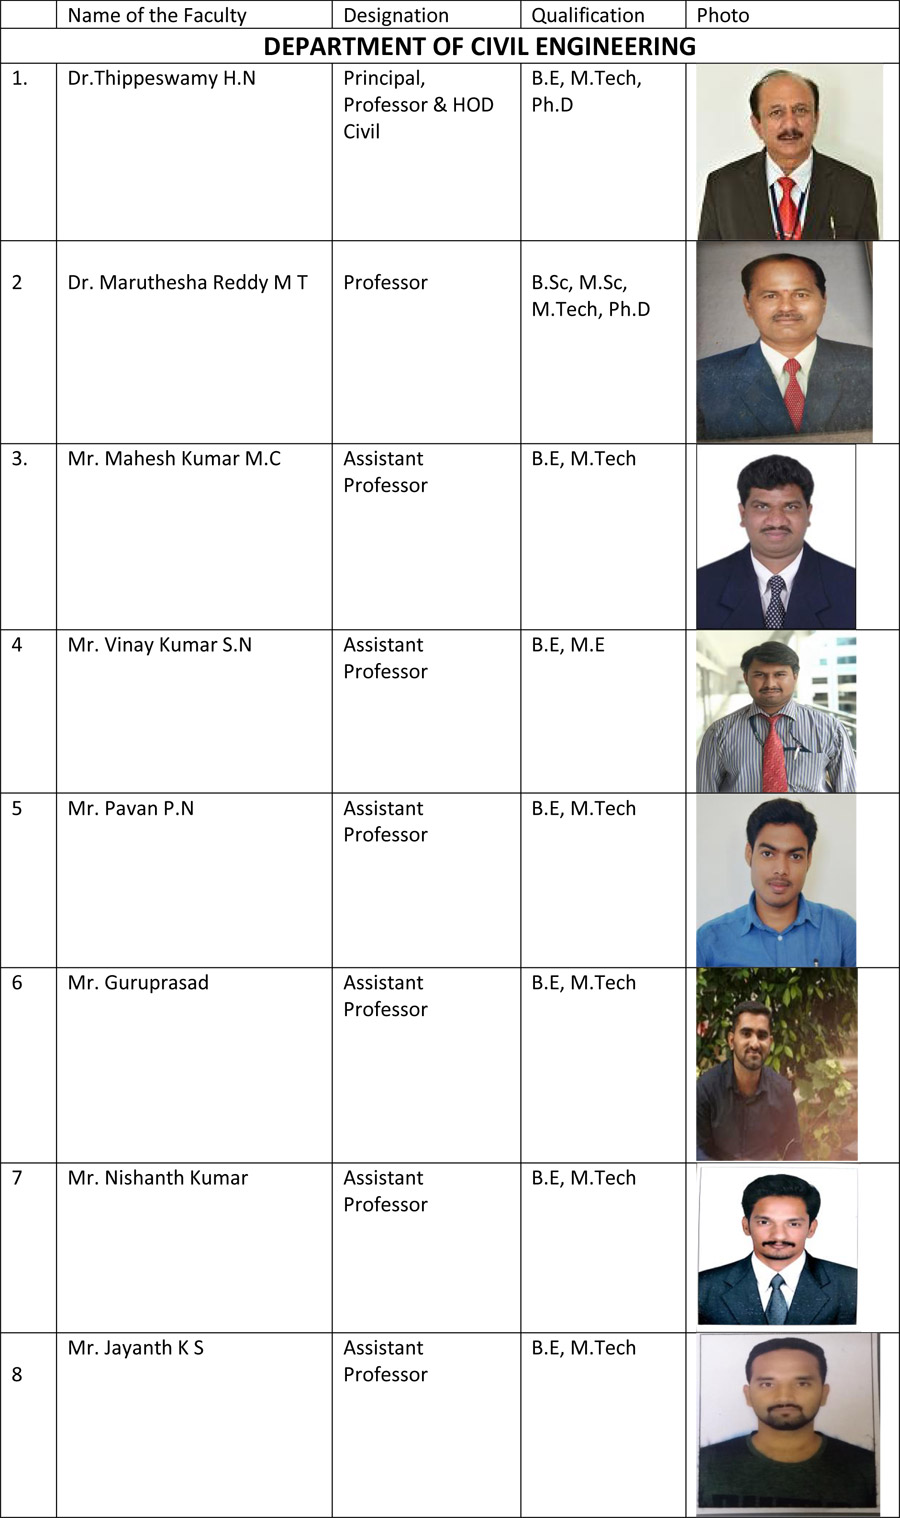 Name of the Faculty Designation Qualification Photo
DEPARTMENT OF CIVIL ENGINEERING
1. Dr.Thippeswamy H.N Principal, B.E, M.Tech,
Professor & HOD Ph.D
Civil
2 Dr. Maruthesha Reddy M T Professor B.Sc, M.Sc,
M.Tech, Ph.D
3. Mr. Mahesh Kumar M.C Assistant B.E, M.Tech
Professor
4 Mr. Vinay Kumar S.N Assistant B.E, M.E
Professor
5 Mr. Pavan P.N Assistant B.E, M.Tech
Professor
6 Mr. Guruprasad Assistant B.E, M.Tech
Professor
7 Mr. Nishanth Kumar Assistant B.E, M.Tech
Professor
Mr. Jayanth K S Assistant B.E, M.Tech
8 Professor